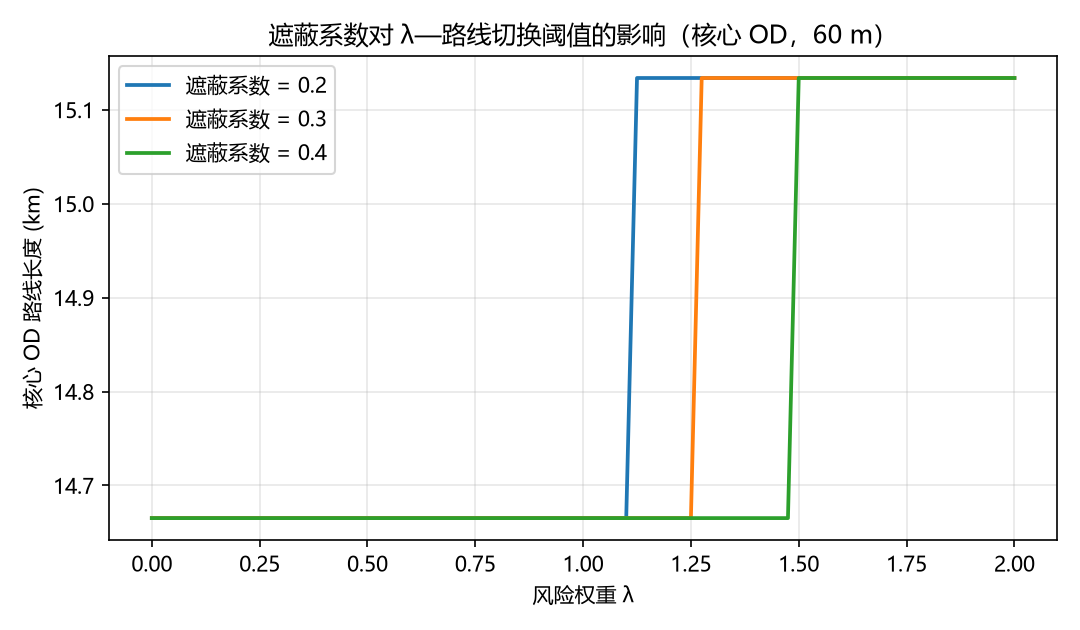 遮蔽系数对 λ—路线切换阈值的影响（核心 OD，60 m）
遮蔽系数 = 0.2
遮蔽系数 = 0.3
遮蔽系数 = 0.4
核心 OD 路线长度 (km)
15.1
15.0
14.9
14.8
14.7
0.00 0.25 0.50 0.75 1.00 1.25 1.50 1.75 2.00
风险权重 λ